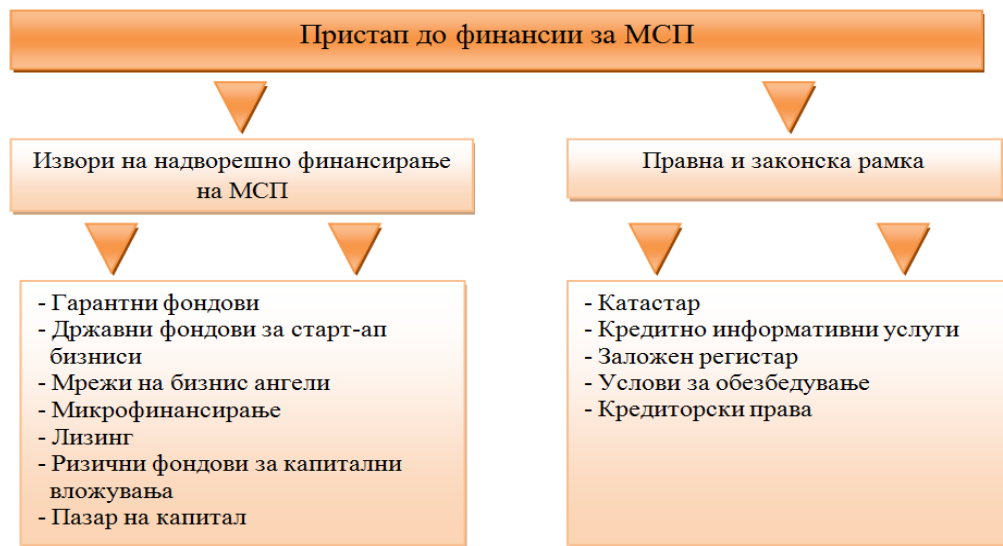 Пристап до финансии за МСП
Извори на надворешно финансирање
на МСП
Правна и законска рамка
- Гарантни фондови
- Државни фондови за старт-ап
бизниси
- Мрежи на бизнис ангели
- Микрофинансирање
- Лизинг
- Ризични фондови за капитални
вложувања
- Пазар на капитал
- Катастар
- Кредитно информативни услуги
- Заложен регистар
- Услови за обезбедување
- Кредиторски права